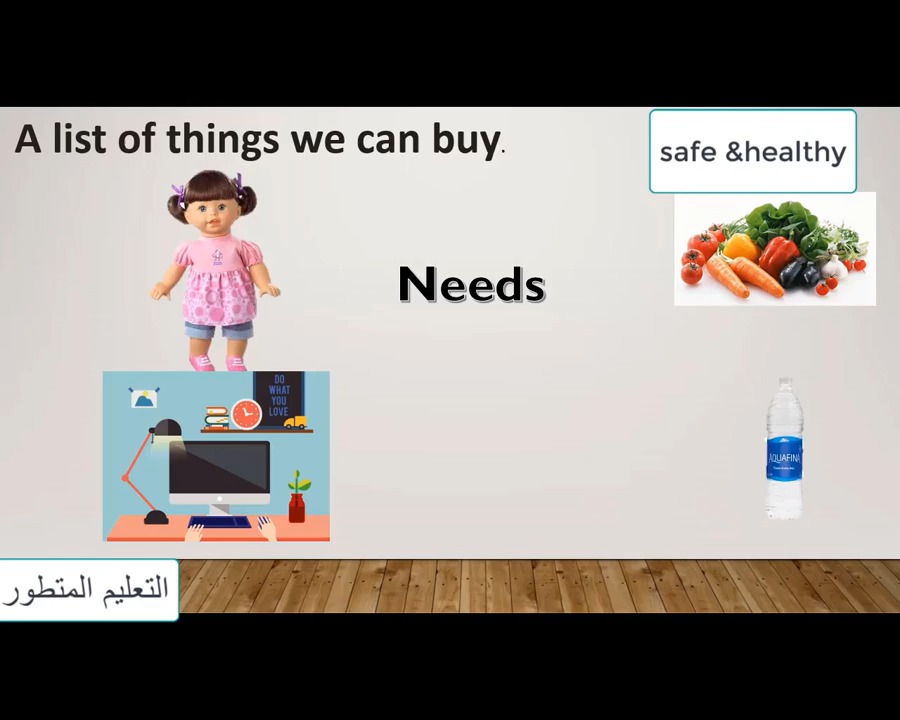 A list of things we can buy.
safe &healthy
Needs
DO
WHAT
YOU
LOVE
AQUAFINA
التعليم المتطور